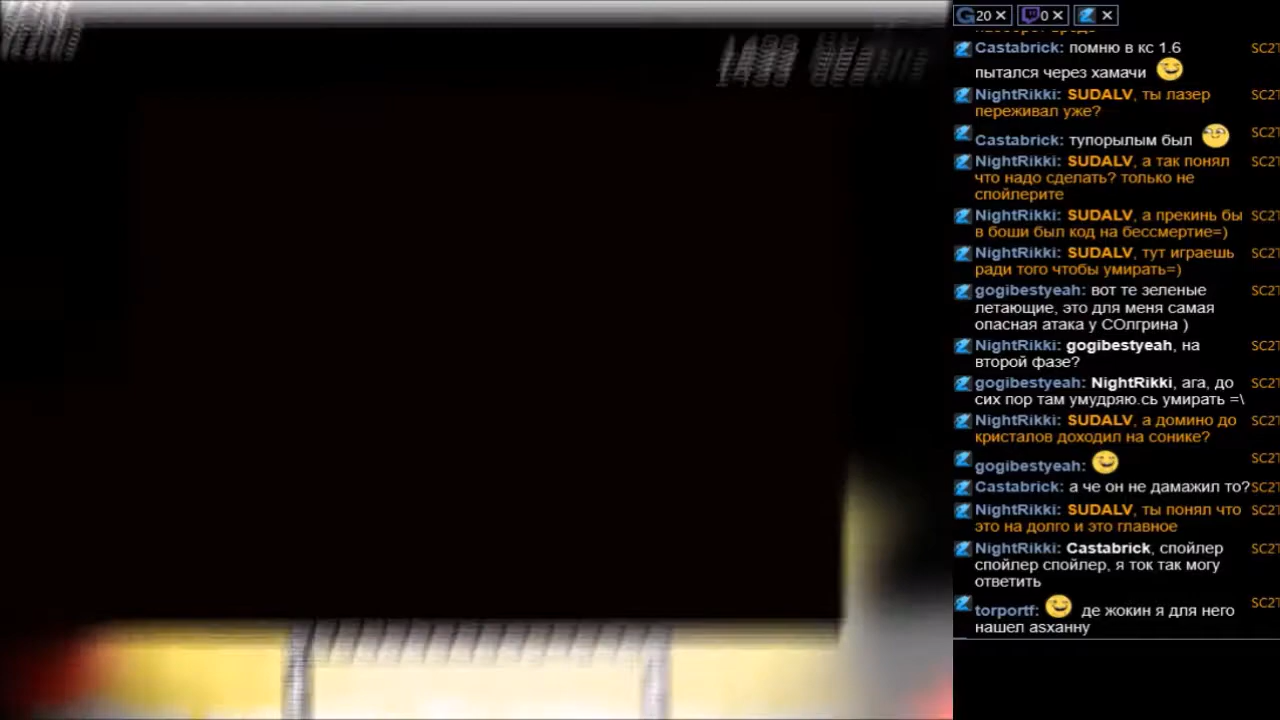 20 × 0 × ×
Castabrick: помню в кс 1.6
пытался через хамачи
NightRikki: SUDALV, ты лазер
переживал уже?
Castabrick: тупорылым был
NightRikki: SUDALV, а так понял
что надо сделать? только не
спойлерите
NightRikki: SUDALV, а прекинь бы
в боши был код на бессмертие=)
NightRikki: SUDALV, тут играешь
ради того чтобы умирать=)
gogibestyeah: вот те зеленые
летающие, это для меня самая
опасная атака у СОлгрина )
NightRikki: gogibestyeah, на
второй фазе?
gogibestyeah: NightRikki, ага, до
сих пор там умудряю.сь умирать =\
NightRikki: SUDALV, а домино до
кристалов доходил на сонике?
gogibestyeah:
Castabrick: а че он не дамажил то?
NightRikki: SUDALV, ты понял что
это на долго и это главное
NightRikki: Castabrick, спойлер
спойлер спойлер, я ток так могу
ответить
torportf: де жокин я для него
нашел asxанну